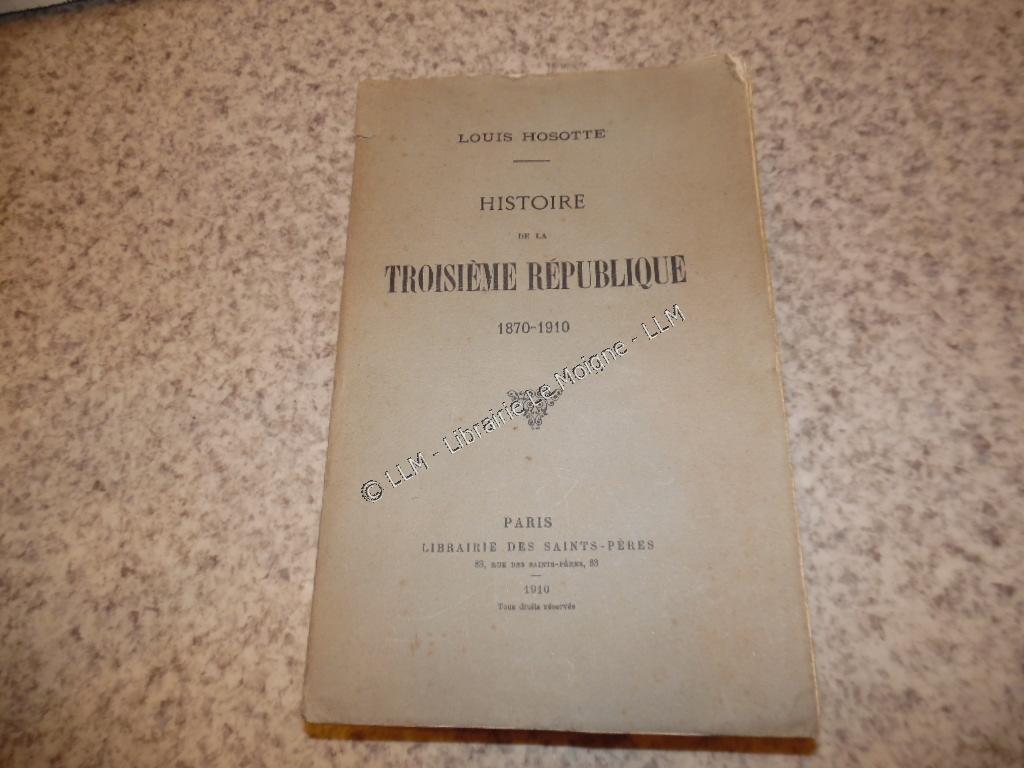 LOUIS HOSOTTE
HISTOIRE
DE LA
TROISIÈME RÉPUBLIQUE
1870-1910
© LLM - Librairie Le Moigne - LLM
PARIS
LIBRAIRIE DES SAINTS-PÈRES
83, RUE DES SAINTS-PÈRES, 83
1910
Tous droits réservés